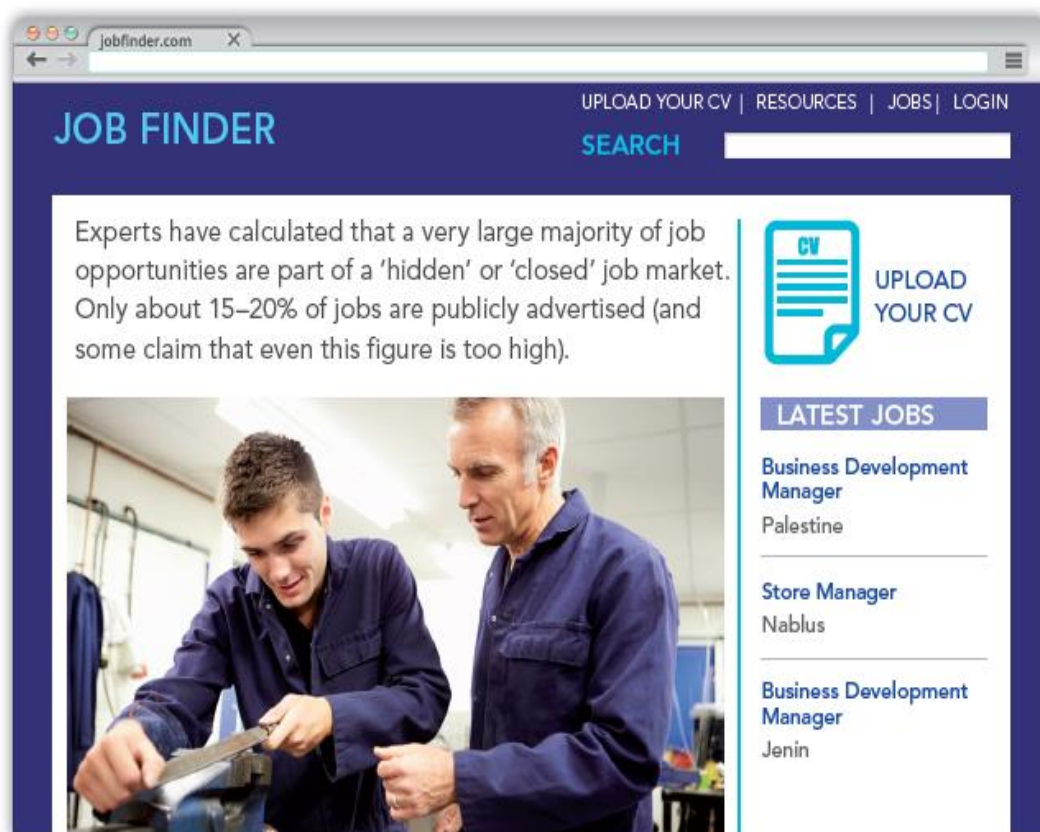 jobfinder.com
UPLOAD YOUR CV | RESOURCES | JOBS | LOGIN
JOB FINDER
SEARCH
Experts have calculated that a very large majority of job
opportunities are part of a ‘hidden’ or ‘closed’ job market.
Only about 15–20% of jobs are publicly advertised (and
some claim that even this figure is too high).
CV
UPLOAD
YOUR CV
LATEST JOBS
Business Development
Manager
Palestine
Store Manager
Nablus
Business Development
Manager
Jenin